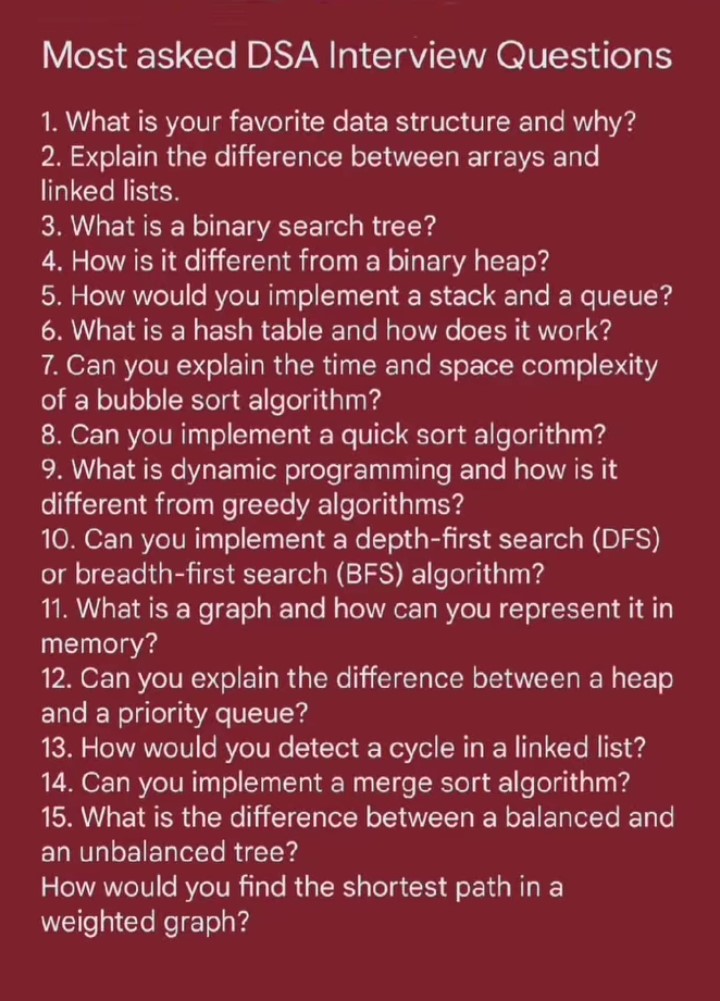 Most asked DSA Interview Questions
1. What is your favorite data structure and why?
2. Explain the difference between arrays and
linked lists.
3. What is a binary search tree?
4. How is it different from a binary heap?
5. How would you implement a stack and a queue?
6. What is a hash table and how does it work?
7. Can you explain the time and space complexity
of a bubble sort algorithm?
8. Can you implement a quick sort algorithm?
9. What is dynamic programming and how is it
different from greedy algorithms?
10. Can you implement a depth-first search (DFS)
or breadth-first search (BFS) algorithm?
11. What is a graph and how can you represent it in
memory?
12. Can you explain the difference between a heap
and a priority queue?
13. How would you detect a cycle in a linked list?
14. Can you implement a merge sort algorithm?
15. What is the difference between a balanced and
an unbalanced tree?
How would you find the shortest path in a
weighted graph?